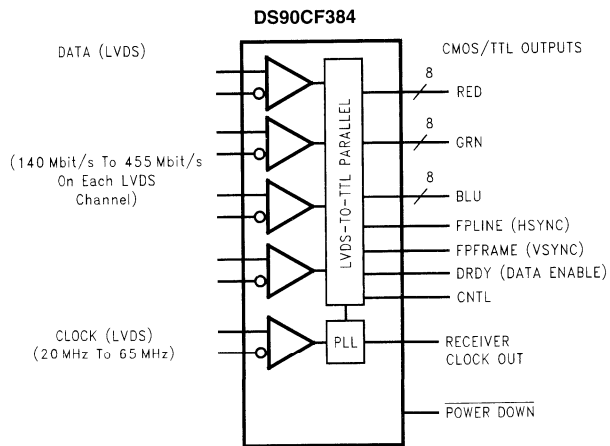 DS90CF384
DATA (LVDS)
CMOS/TTL OUTPUTS
8
RED
8
GRN
(140 Mbit/s To 455 Mbit/s
On Each LVDS
Channel)
LVDS-TO-TTL PARALLEL
8
BLU
FPLINE (HSYNC)
FPFRAME (VSYNC)
DRDY (DATA ENABLE)
CNTL
CLOCK (LVDS)
(20 MHz To 65 MHz)
PLL
RECEIVER
CLOCK OUT
POWER DOWN